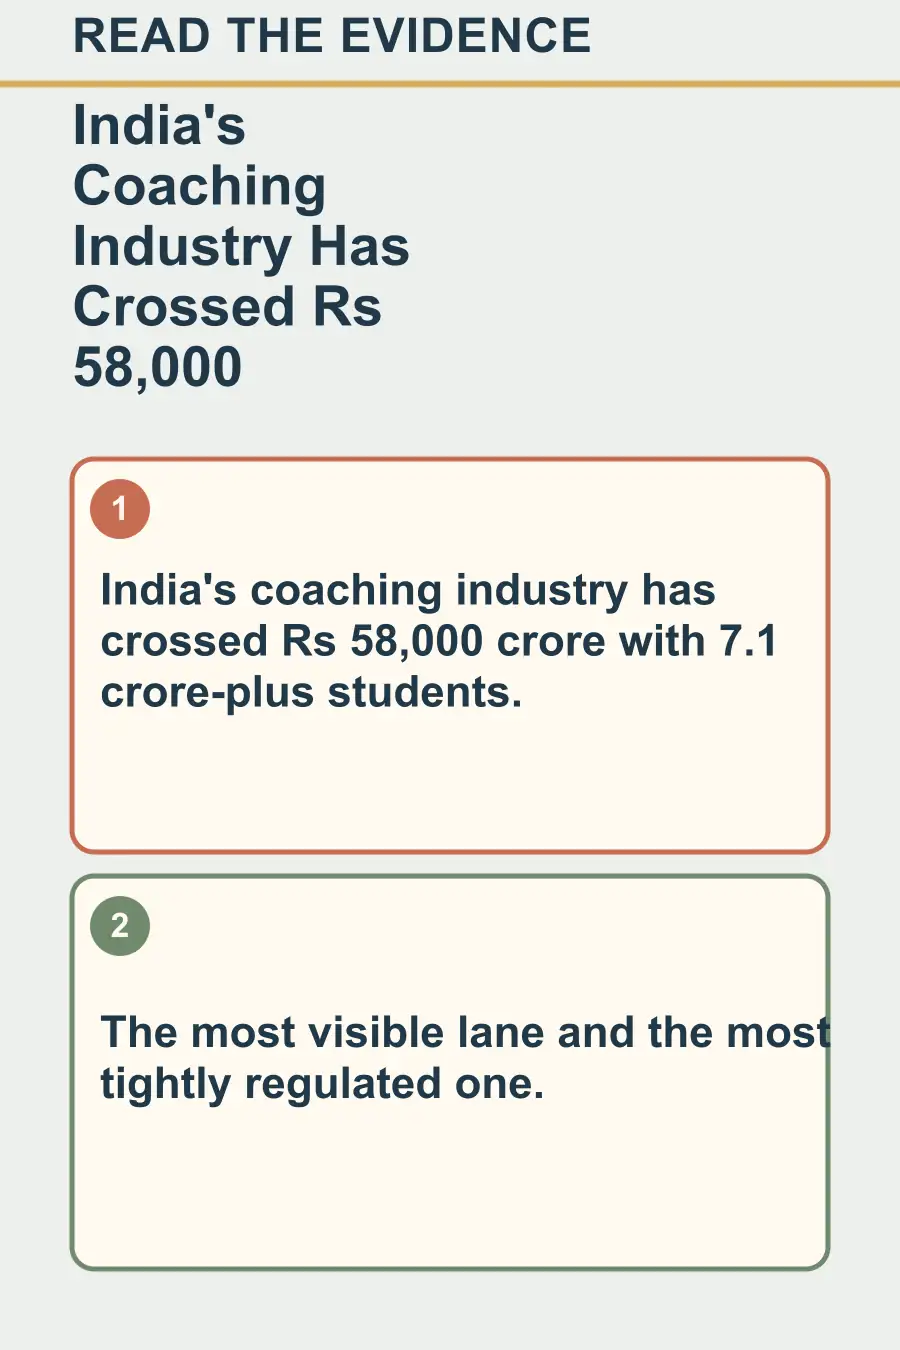 READ THE EVIDENCE
India's
Coaching
Industry Has
Crossed Rs
58,000
1
India's coaching industry has
crossed Rs 58,000 crore with 7.1
crore-plus students.
2
The most visible lane and the most
tightly regulated one.